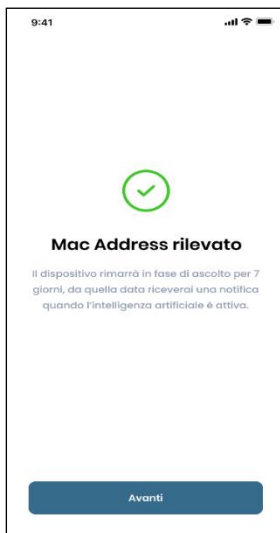 9:41
Mac Address rilevato
Il dispositivo rimarrà in fase di ascolto per 7
giorni, da quella data riceverai una notifica
quando l'intelligenza artificiale è attiva.
Avanti